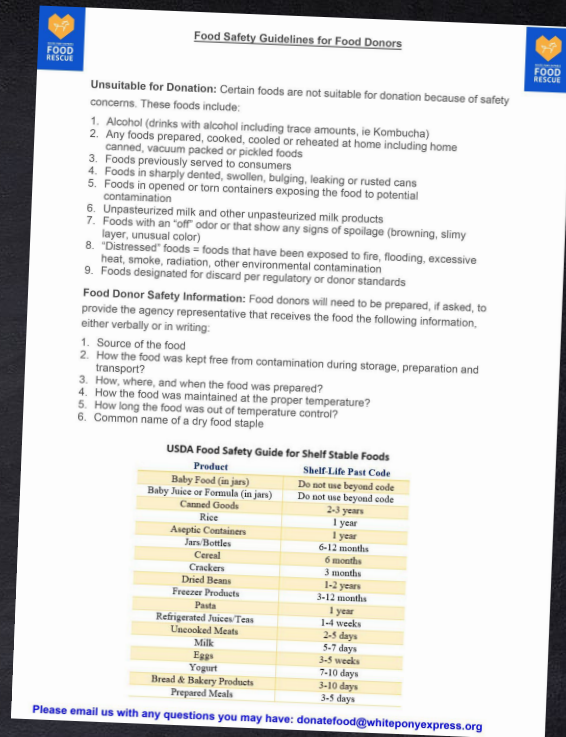 FOOD
RESCUE
Food Safety Guidelines for Food Donors
FOOD
RESCUE
Unsuitable for Donation: Certain foods are not suitable for donation because of safety
concerns. These foods include:
1. Alcohol (drinks with alcohol including trace amounts, ie Kombucha)
2. Any foods prepared, cooked, cooled or reheated at home including home
canned, vacuum packed or pickled foods
3. Foods previously served to consumers
4. Foods in sharply dented, swollen, bulging, leaking or rusted cans
5. Foods in opened or torn containers exposing the food to potential
contamination
6. Unpasteurized milk and other unpasteurized milk products
7. Foods with an “off” odor or that show any signs of spoilage (browning, slimy
layer, unusual color)
8. “Distressed” foods = foods that have been exposed to fire, flooding, excessive
heat, smoke, radiation, other environmental contamination
9. Foods designated for discard per regulatory or donor standards
Food Donor Safety Information: Food donors will need to be prepared, if asked, to
provide the agency representative that receives the food the following information,
either verbally or in writing:
1. Source of the food
2. How the food was kept free from contamination during storage, preparation and
transport?
3. How, where, and when the food was prepared?
4. How the food was maintained at the proper temperature?
5. How long the food was out of temperature control?
6. Common name of a dry food staple
USDA Food Safety Guide for Shelf Stable Foods
Product Shelf-Life Past Code
Baby Food (in jars) Do not use beyond code
Baby Juice or Formula (in jars) Do not use beyond code
Canned Goods 2-3 years
Rice 1 year
Aseptic Containers 1 year
Jars/Bottles 6-12 months
Cereal 6 months
Crackers 3 months
Dried Beans 1-2 years
Freezer Products 3-12 months
Pasta 1 year
Refrigerated Juices/Teas 1-4 weeks
Uncooked Meats 2-5 days
Milk 5-7 days
Eggs 3-5 weeks
Yogurt 7-10 days
Bread & Bakery Products 3-10 days
Prepared Meals 3-5 days
Please email us with any questions you may have: donatefood@whiteponyexpress.org